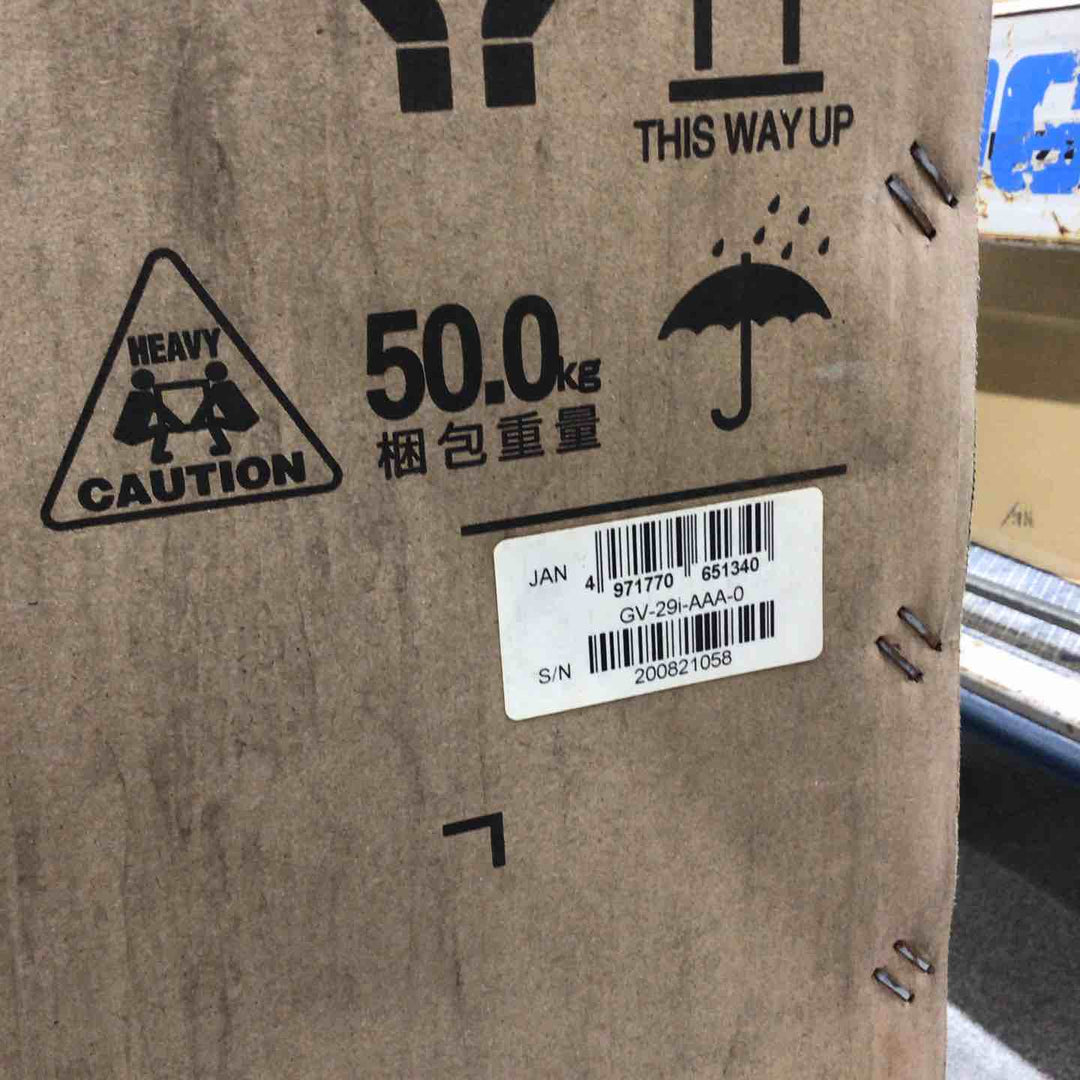 THIS WAY UP
HEAVY
CAUTION
50.0kg
梱包重量
JAN
4 971770 651340
GV-29i-AAA-0
S/N
200821058